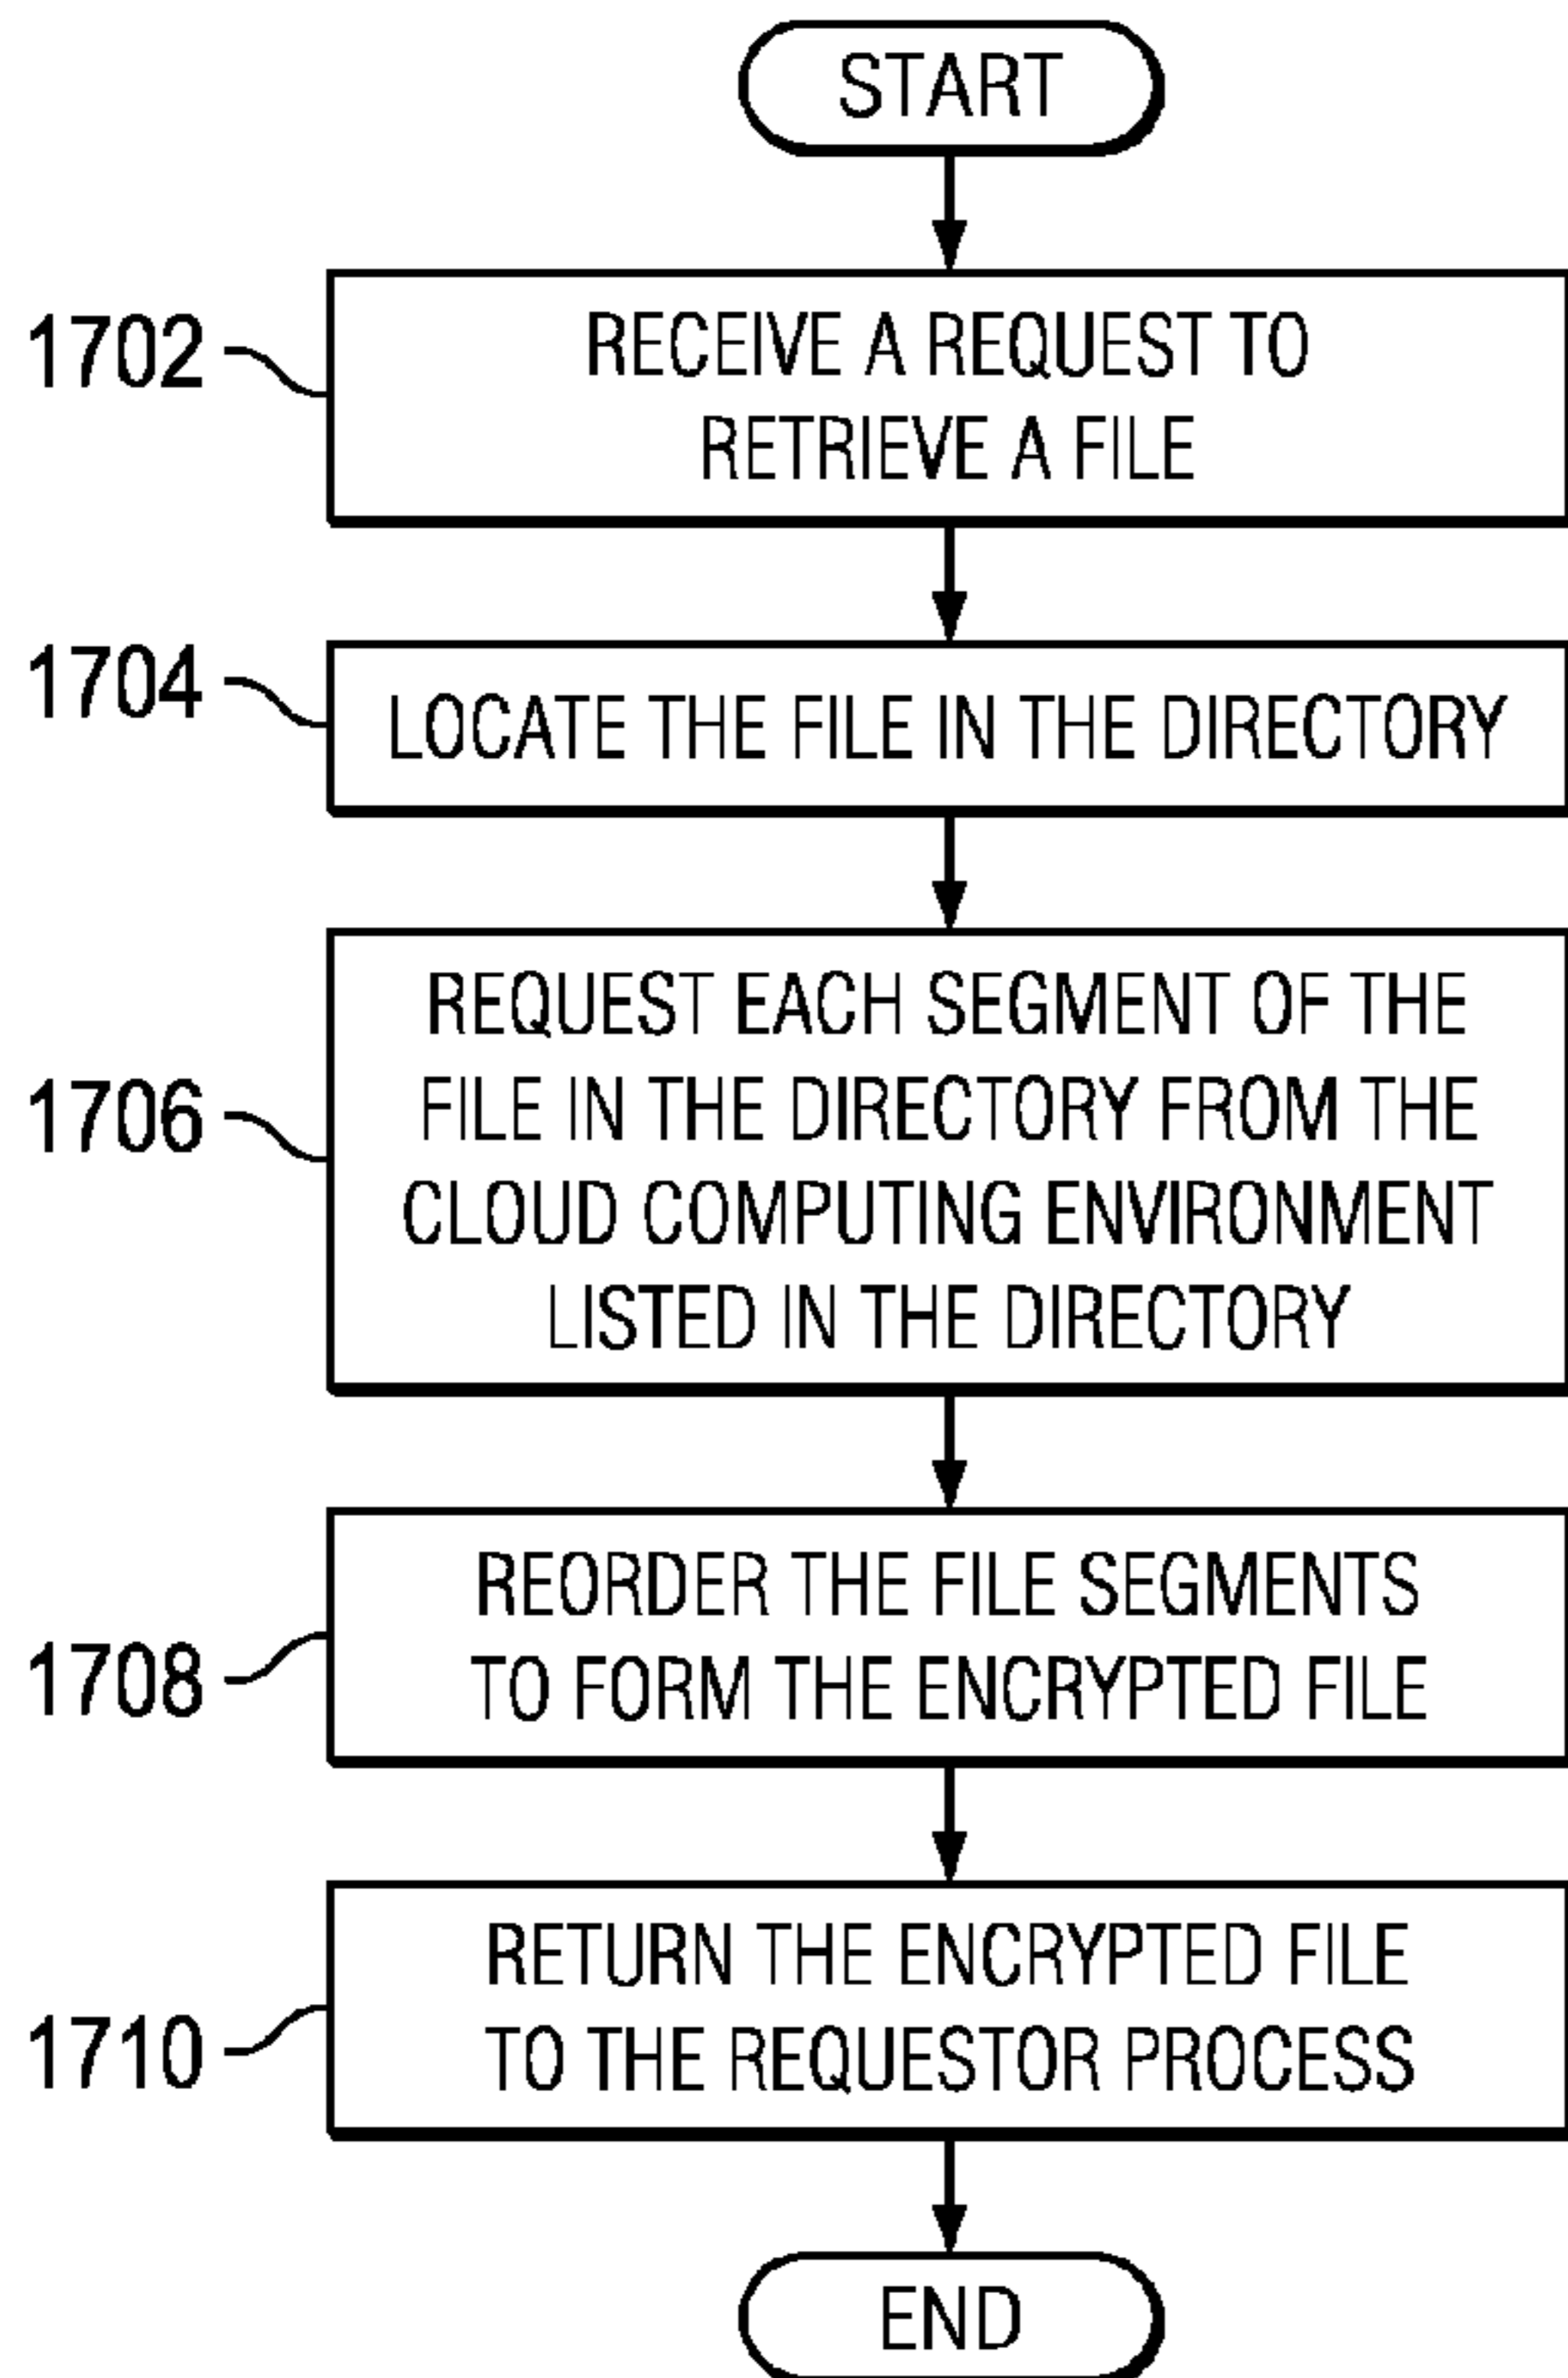 START
1702
RECEIVE A REQUEST TO
RETRIEVE A FILE
1704
LOCATE THE FILE IN THE DIRECTORY
1706
REQUEST EACH SEGMENT OF THE
FILE IN THE DIRECTORY FROM THE
CLOUD COMPUTING ENVIRONMENT
LISTED IN THE DIRECTORY
1708
REORDER THE FILE SEGMENTS
TO FORM THE ENCRYPTED FILE
1710
RETURN THE ENCRYPTED FILE
TO THE REQUESTOR PROCESS
END